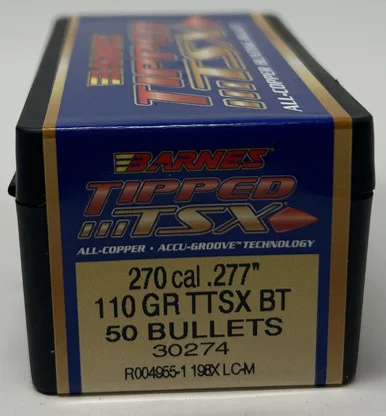 BARNES
TIPPED
TSX
ALL-COPPER
BARNES
TIPPED
TSX
ALL-COPPER • ACCU-GROOVE™ TECHNOLOGY
270 cal .277"
110 GR TTSX BT
50 BULLETS
30274
R004955-1 198X LC-M